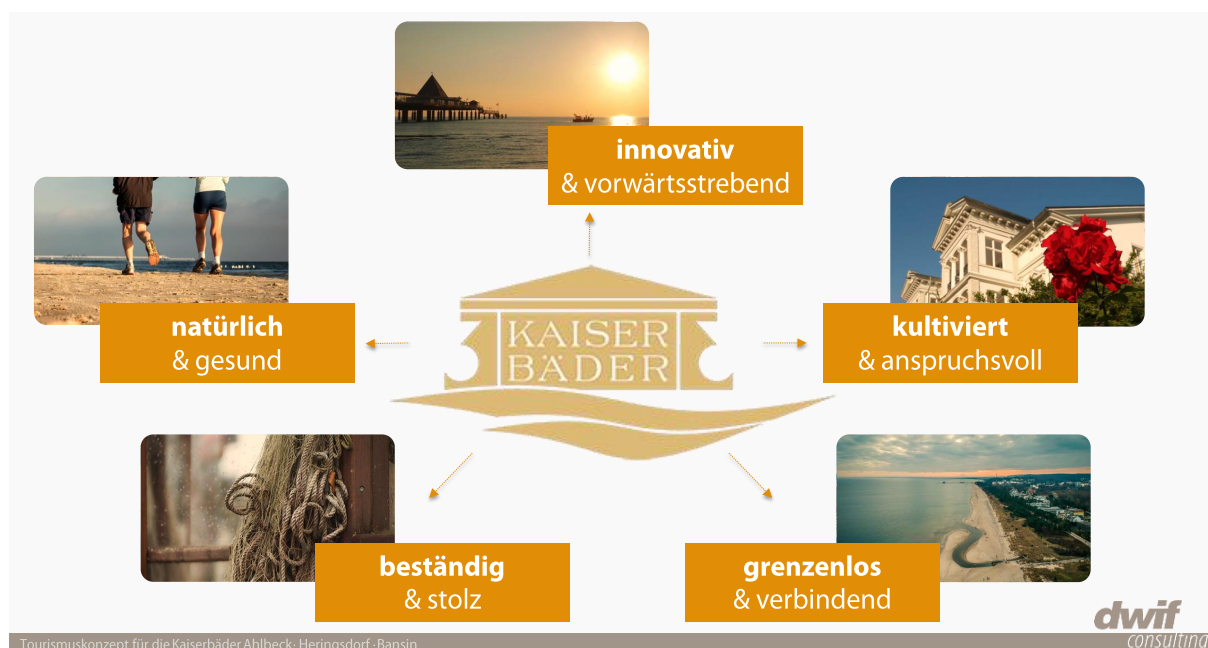 innovativ
& vorwärtsstrebend
natürlich
& gesund
KAISER
BÄDER
kultiviert
& anspruchsvoll
beständig
& stolz
grenzenlos
& verbindend
dwif
consulting
Tourismuskonzept für die Kaiserbäder Ahlbeck· Heringsdorf ·Bansin